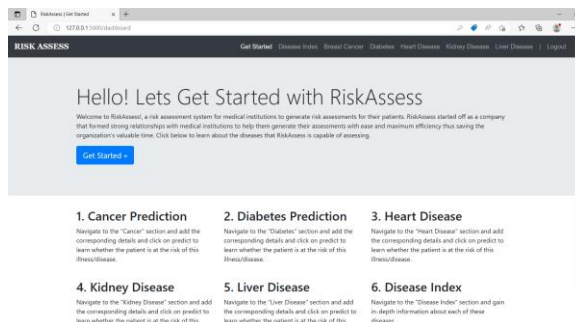 RiskAssess | Get Started
127.0.0.1:5000/dashboard
RISK ASSESS
Get Started Disease Index Breast Cancer Diabetes Heart Disease Kidney Disease Liver Disease | Logout
Hello! Lets Get Started with RiskAssess
Welcome to RiskAssess!, a risk assessment system for medical institutions to generate risk assessments for their patients. RiskAssess started off as a company
that formed strong relationships with medical institutions to help them generate their assessments with ease and maximum efficiency thus saving the
organization's valuable time. Click below to learn about the diseases that RiskAssess is capable of assessing.
Get Started »
1. Cancer Prediction
Navigate to the "Cancer" section and add the
corresponding details and click on predict to
learn whether the patient is at the risk of this
illness/disease.
2. Diabetes Prediction
Navigate to the "Diabetes" section and add the
corresponding details and click on predict to
learn whether the patient is at the risk of this
illness/disease.
3. Heart Disease
Navigate to the "Heart Disease" section and add
the corresponding details and click on predict to
learn whether the patient is at the risk of this
illness/disease.
4. Kidney Disease
Navigate to the "Kidney Disease" section and add
the corresponding details and click on predict to
learn whether the patient is at the risk of this
5. Liver Disease
Navigate to the "Liver Disease" section and add
the corresponding details and click on predict to
learn whether the patient is at the risk of this
6. Disease Index
Navigate to the "Disease Index" section and gain
in-depth information about each of these
diseases.